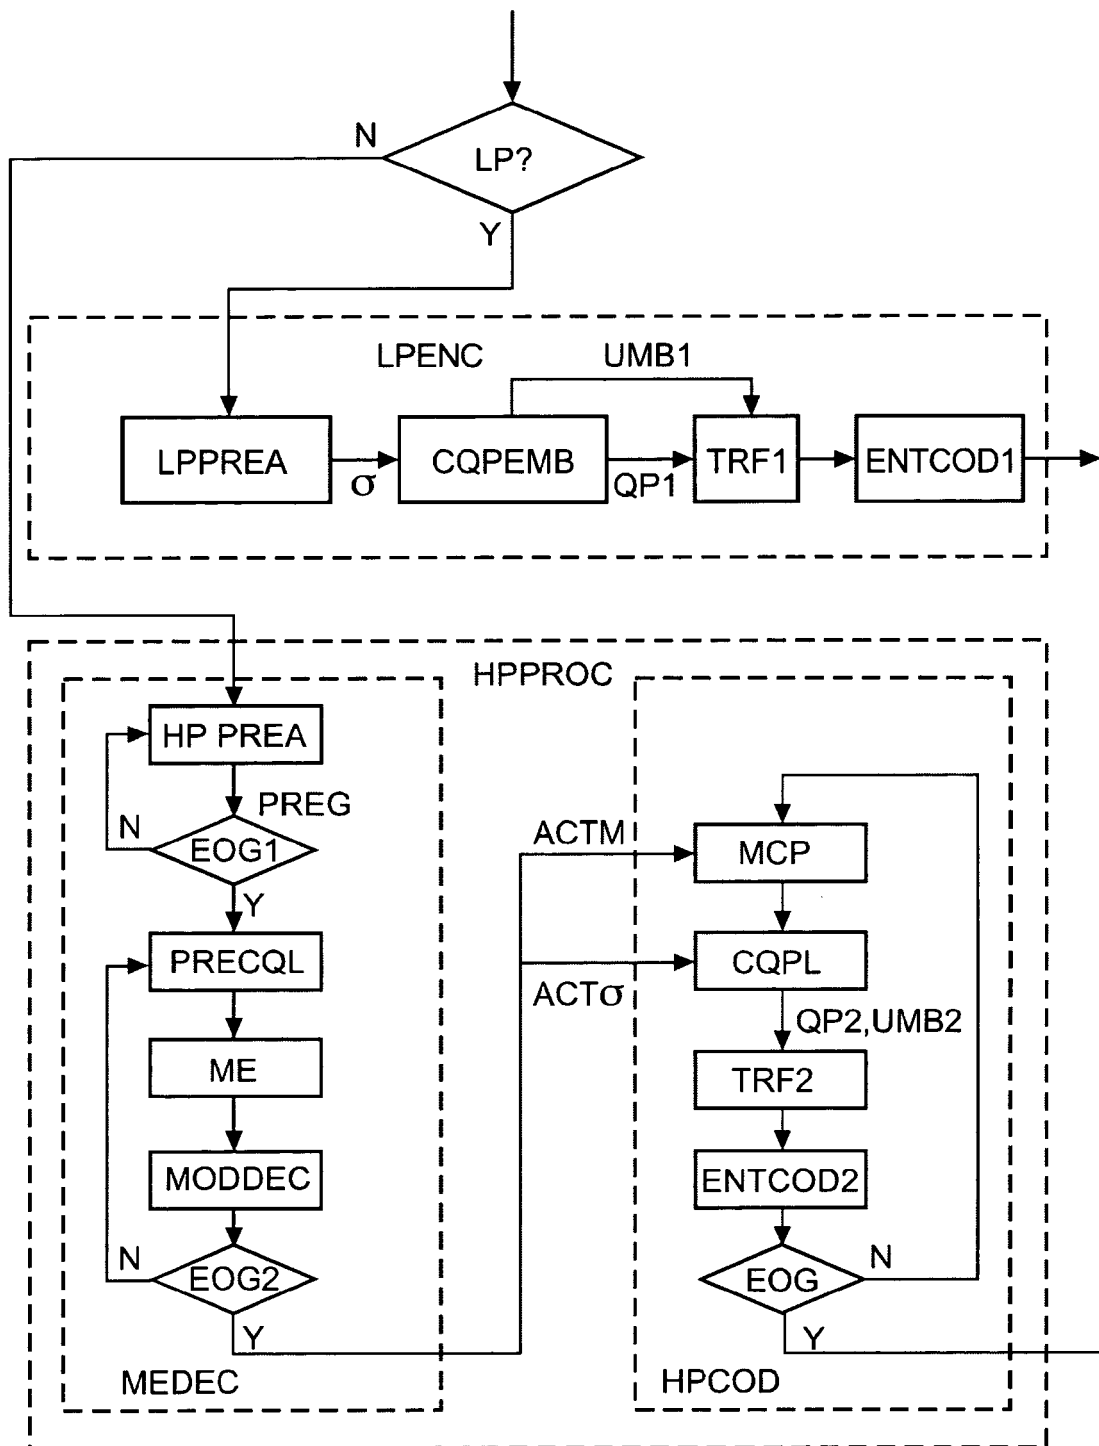 N
LP?
Y
LPENC
UMB1
LPPREA
σ
CQPEMB
QP1
TRF1
ENTCOD1
HPPROC
HP PREA
PREG
N
EOG1
Y
PRECQL
ME
MODDEC
N
EOG2
Y
MEDEC
ACTM
ACTσ
MCP
CQPL
QP2,UMB2
TRF2
ENTCOD2
EOG
N
Y
HPCOD